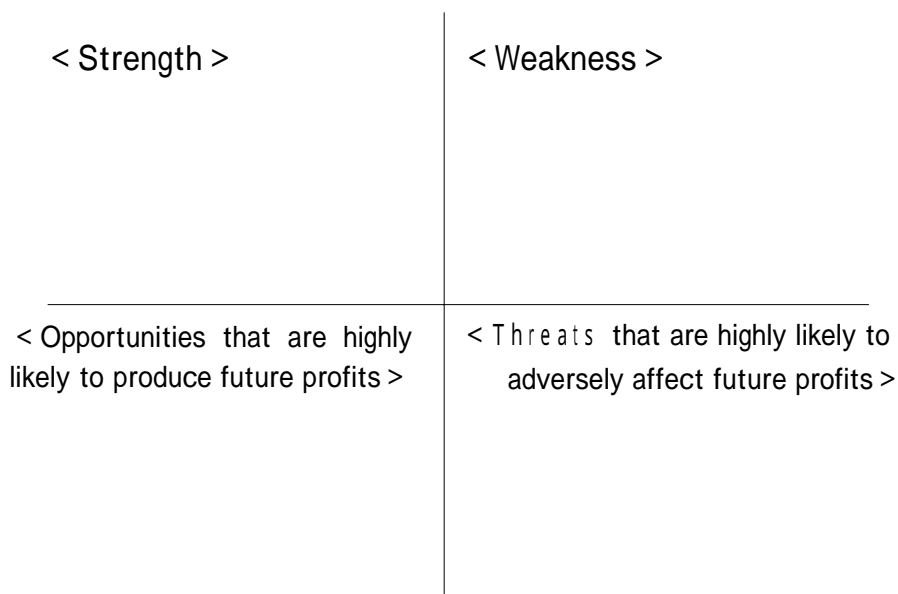 < Strength >
< Weakness >
< Opportunities that are highly
likely to produce future profits >
< Threats that are highly likely to
adversely affect future profits >